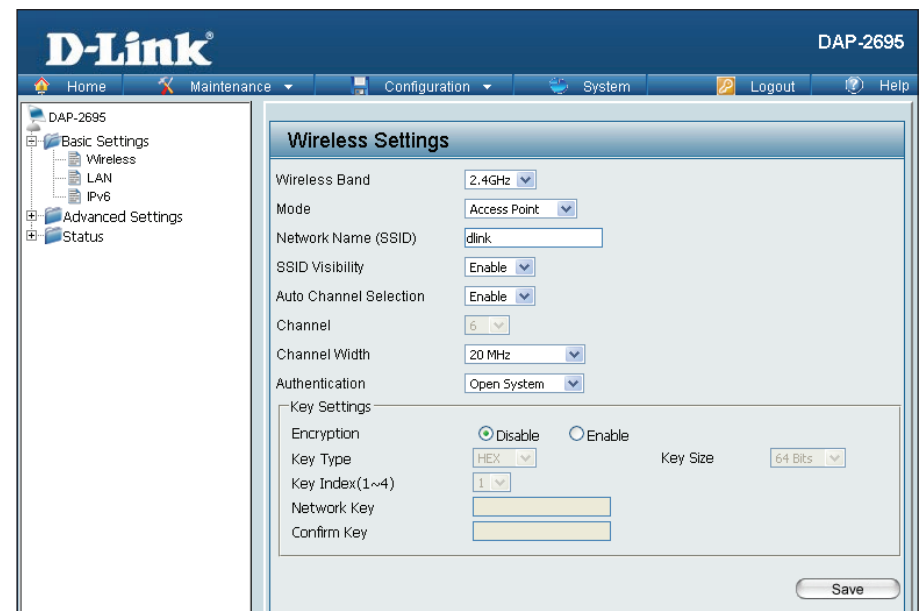 D-Link®
DAP-2695
Home Maintenance Configuration System Logout Help
DAP-2695
Basic Settings
Wireless
LAN
IPv6
Advanced Settings
Status
Wireless Settings
Wireless Band 2.4GHz
Mode Access Point
Network Name (SSID) dlink
SSID Visibility Enable
Auto Channel Selection Enable
Channel 6
Channel Width 20 MHz
Authentication Open System
Key Settings
Encryption Disable Enable
Key Type HEX Key Size 64 Bits
Key Index(1~4) 1
Network Key
Confirm Key
Save